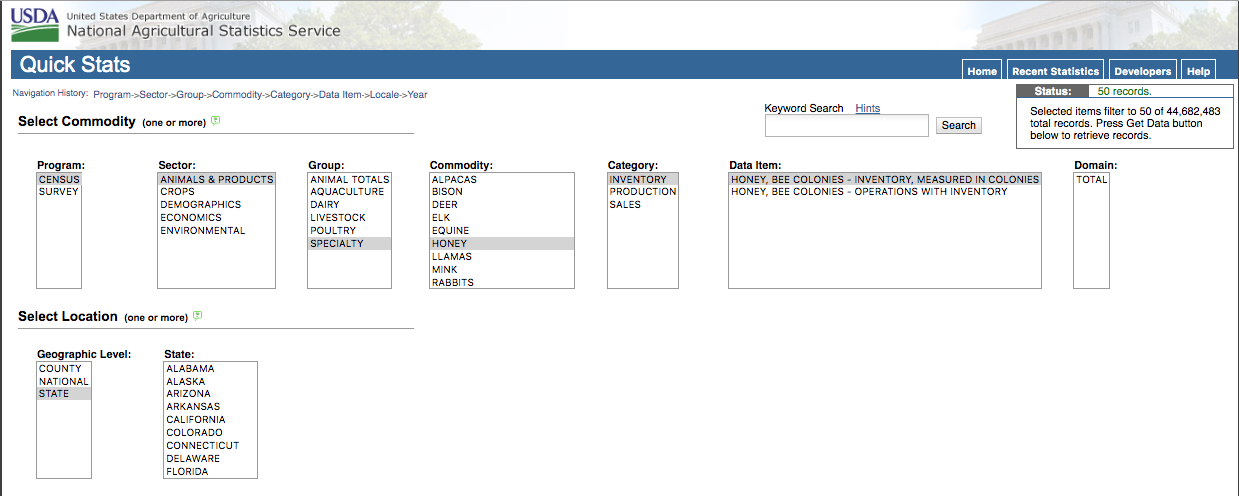 USDA United States Department of Agriculture
National Agricultural Statistics Service
Quick Stats
Home Recent Statistics Developers Help
Navigation History: Program->Sector->Group->Commodity->Category->Data Item->Locale->Year
Status: 50 records.
Selected items filter to 50 of 44,682,483
total records. Press Get Data button
below to retrieve records.
Keyword Search Hints
Search
Select Commodity (one or more) ?
Program:
CENSUS
SURVEY
Sector:
ANIMALS & PRODUCTS
CROPS
DEMOGRAPHICS
ECONOMICS
ENVIRONMENTAL
Group:
ANIMAL TOTALS
AQUACULTURE
DAIRY
LIVESTOCK
POULTRY
SPECIALTY
Commodity:
ALPACAS
BISON
DEER
ELK
EQUINE
HONEY
LLAMAS
MINK
RABBITS
Category:
INVENTORY
PRODUCTION
SALES
Data Item:
HONEY, BEE COLONIES - INVENTORY, MEASURED IN COLONIES
HONEY, BEE COLONIES - OPERATIONS WITH INVENTORY
Domain:
TOTAL
Select Location (one or more) ?
Geographic Level:
COUNTY
NATIONAL
STATE
State:
ALABAMA
ALASKA
ARIZONA
ARKANSAS
CALIFORNIA
COLORADO
CONNECTICUT
DELAWARE
FLORIDA